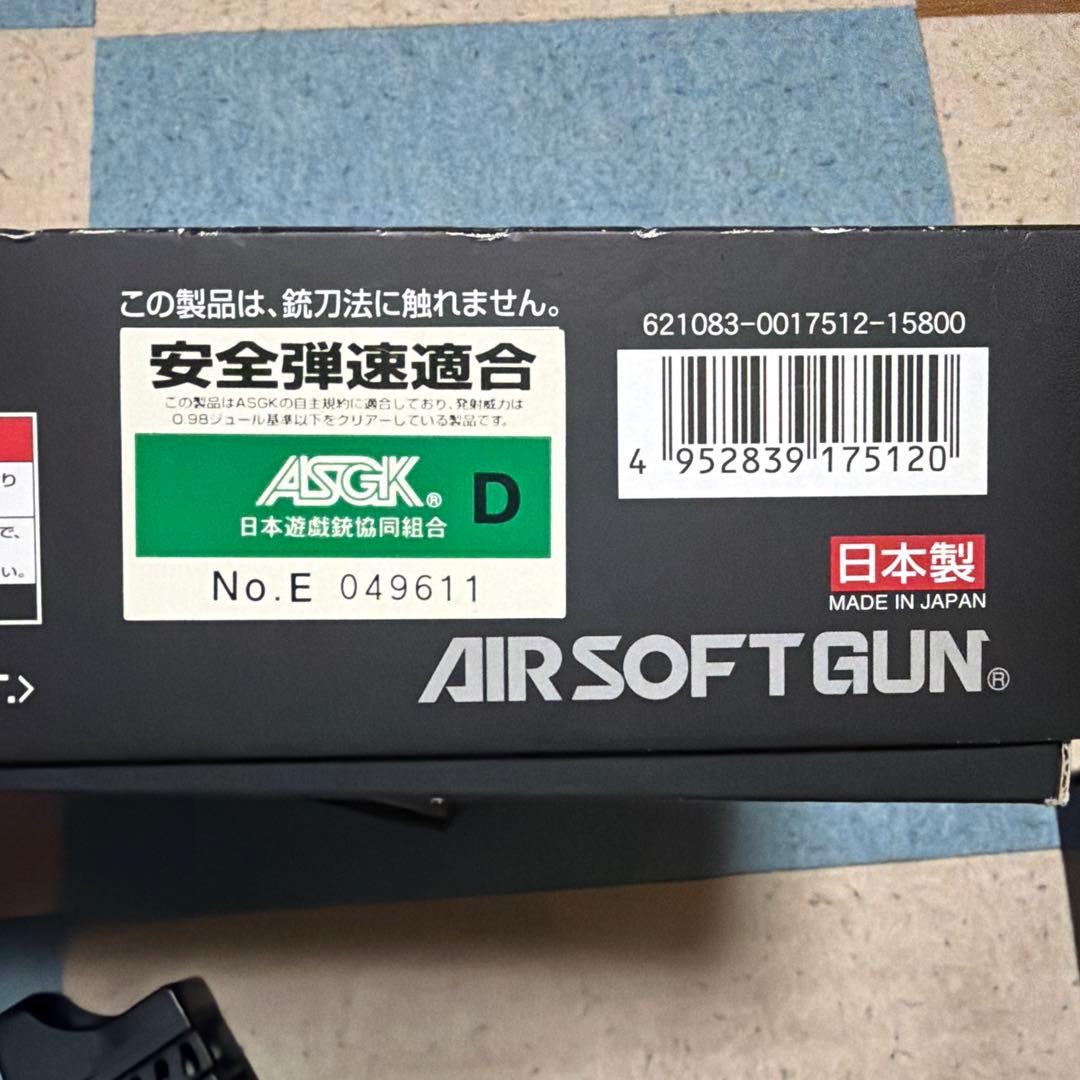 この製品は、銃刀法に触れません。
安全弾速適合
この製品はASGKの自主規約に適合しており、発射威力は
0.98ジュール基準以下をクリアーしている製品です。
ASGK® D
日本遊戯銃協同組合
No.E 049611
621083-0017512-15800
4 952839 175120
日本製
MADE IN JAPAN
AIRSOFT GUN®
り
で、
い。